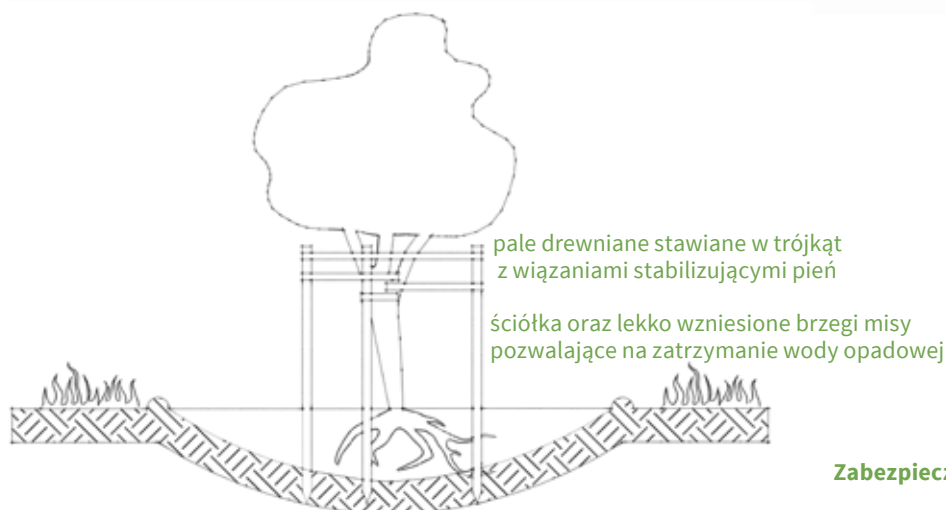 pale drewniane stawiane w trójkąt
z wiązaniami stabilizującymi pień
ściółka oraz lekko wzniesione brzegi misy
pozwalające na zatrzymanie wody opadowej